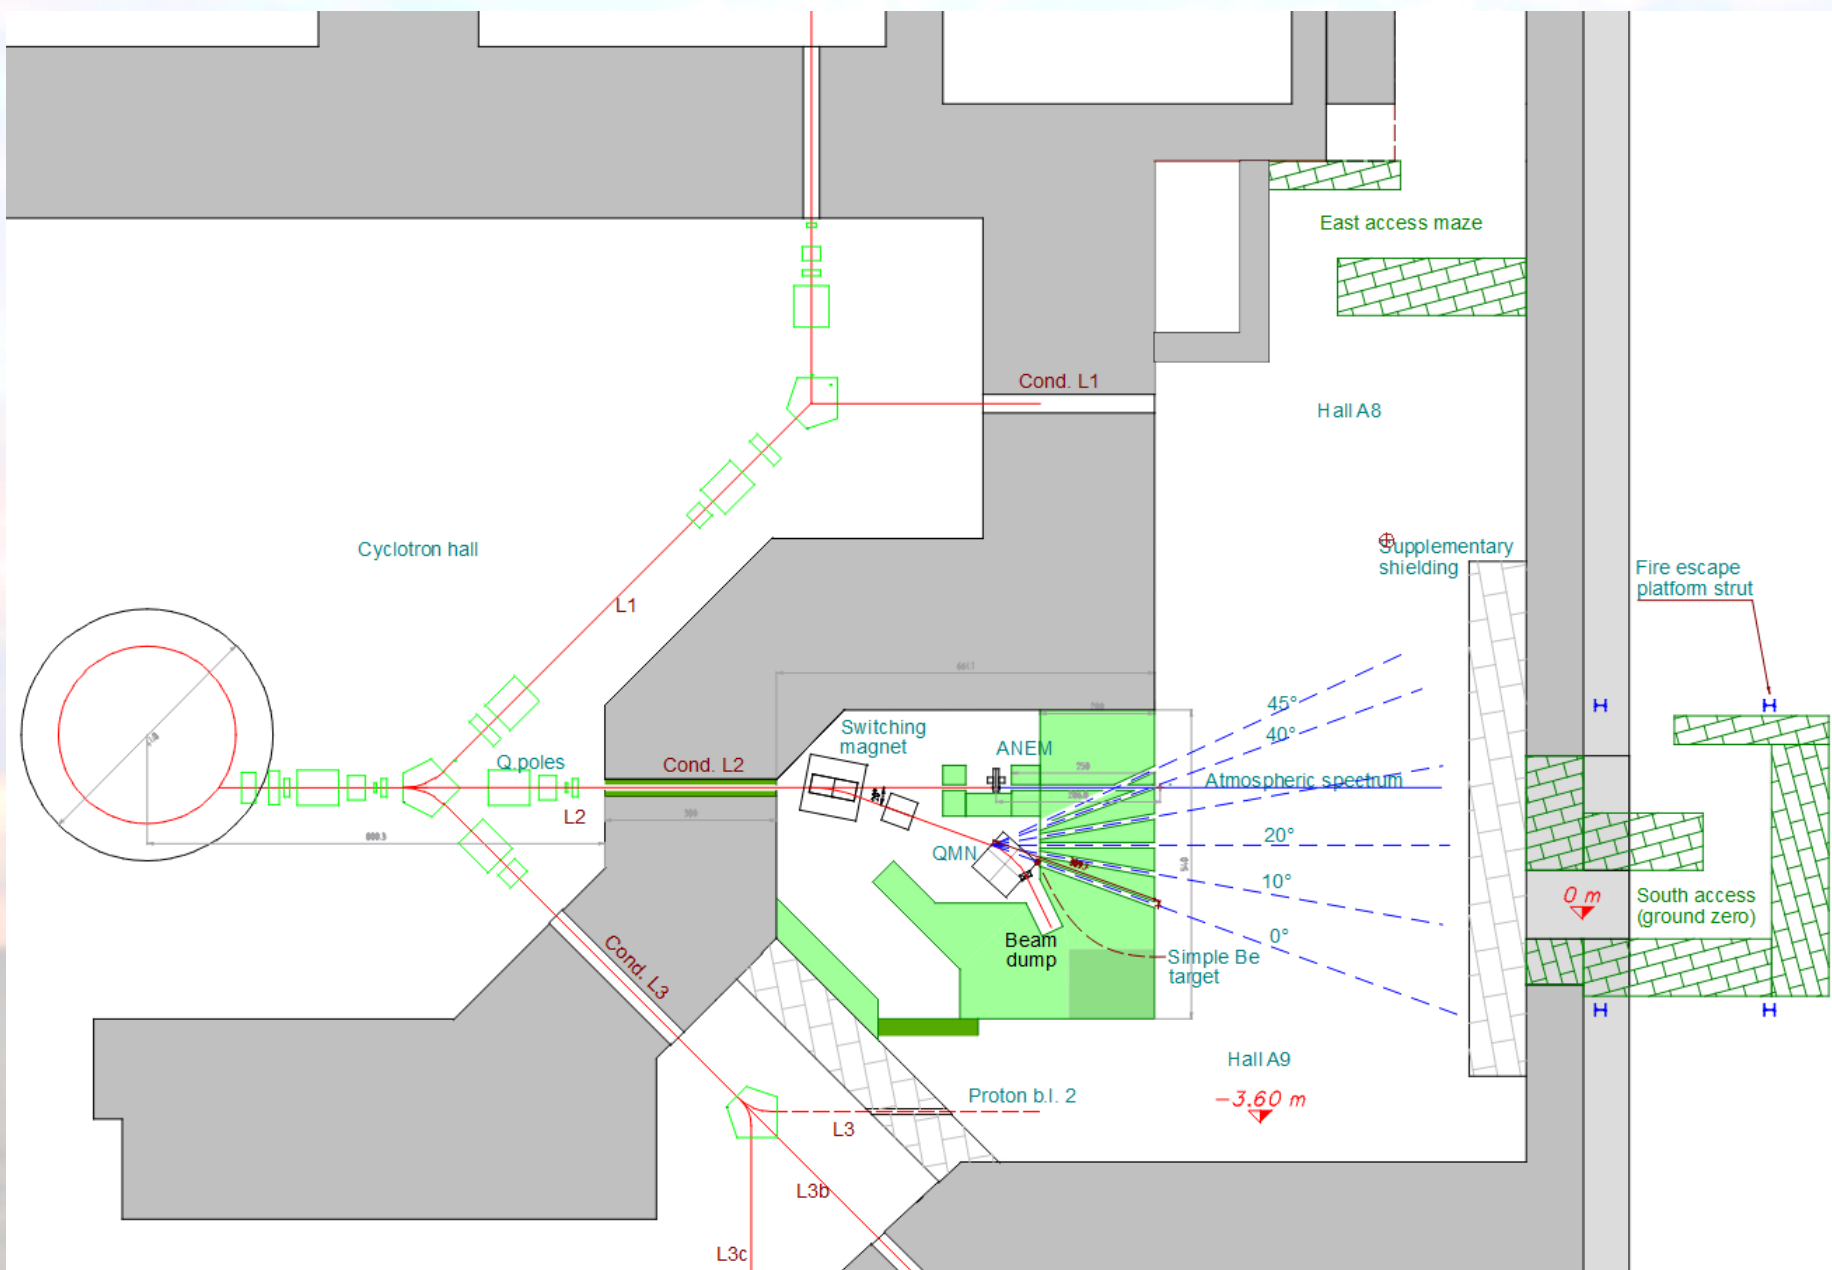 East access maze
Cond. L1
Hall A8
Cyclotron hall
Supplementary
shielding
Fire escape
platform strut
L1
45°
Switching
magnet
40°
ANEM
Q.poles
Cond. L2
Atmospheric spectrum
L2
20°
QMN
10°
0 m
South access
(ground zero)
0°
Beam
dump
Simple Be
target
Cond. L3
Hall A9
Proton b.l. 2
-3.60 m
L3
L3b
L3c